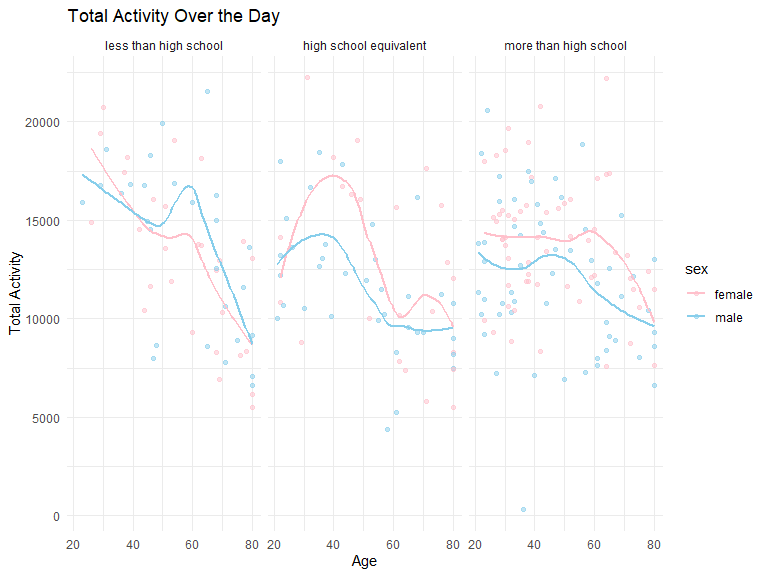 Total Activity Over the Day
less than high school
high school equivalent
more than high school
Total Activity
20000
15000
10000
5000
0
20 40 60 80 20 40 60 80 20 40 60 80
Age
sex
female
male